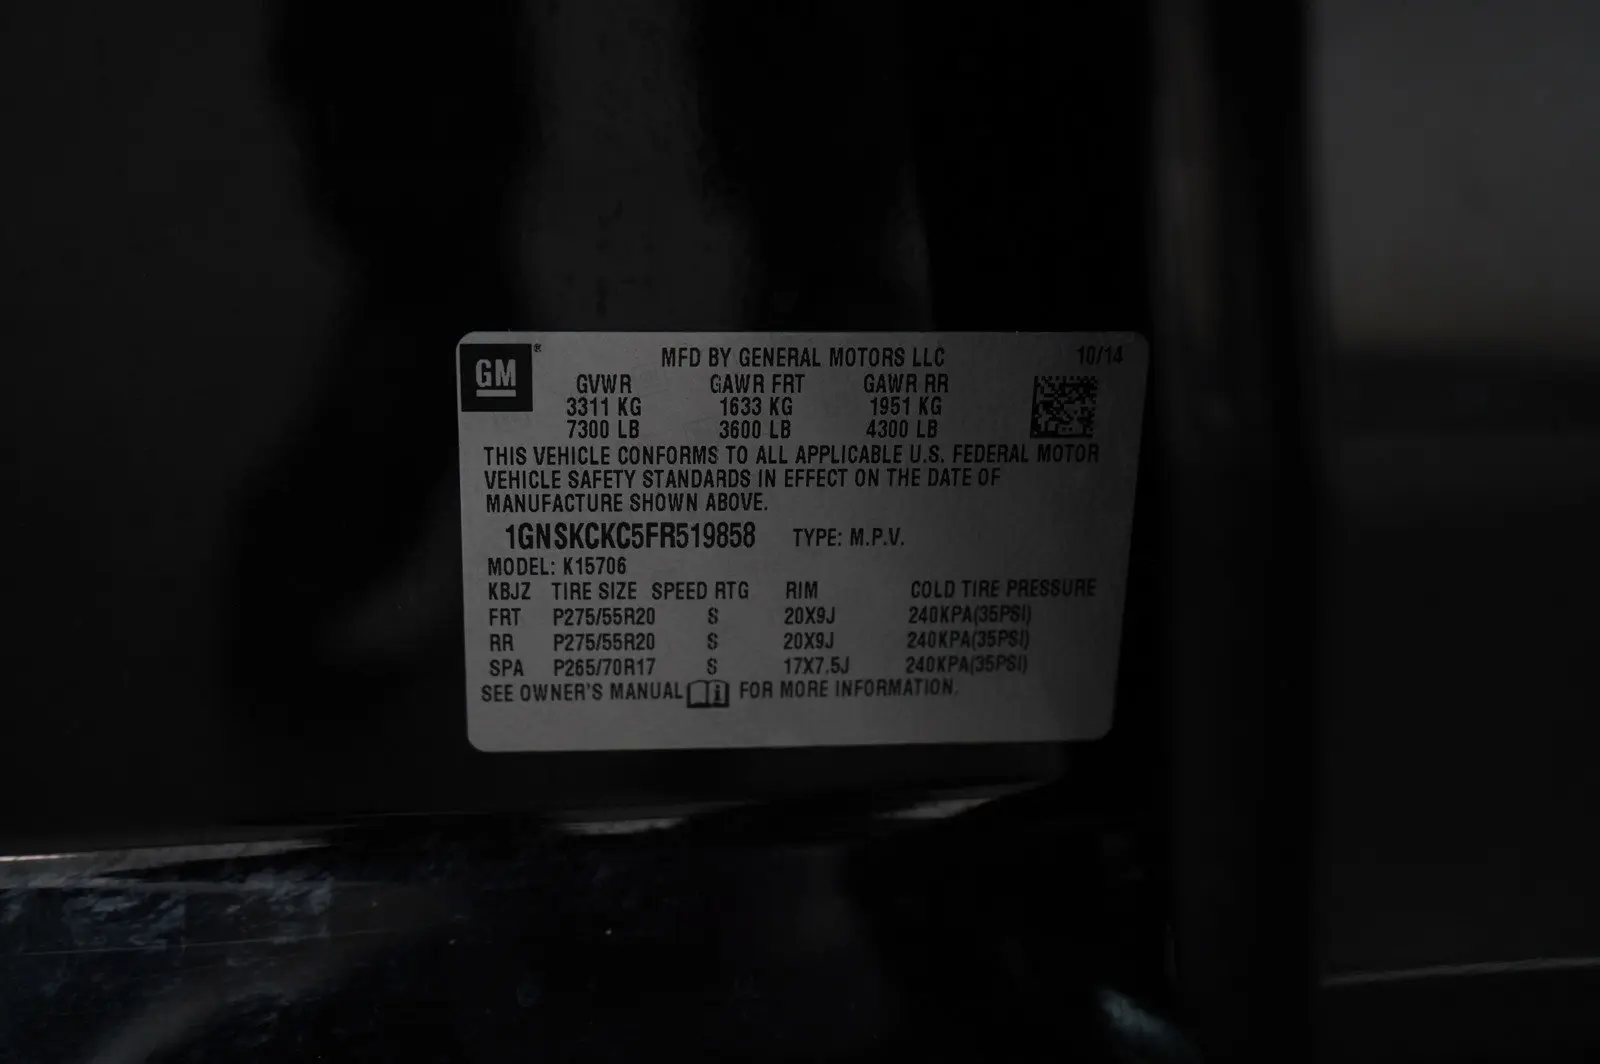 GM®
MFD BY GENERAL MOTORS LLC 10/14
GVWR GAWR FRT GAWR RR
3311 KG 1633 KG 1951 KG
7300 LB 3600 LB 4300 LB
THIS VEHICLE CONFORMS TO ALL APPLICABLE U.S. FEDERAL MOTOR
VEHICLE SAFETY STANDARDS IN EFFECT ON THE DATE OF
MANUFACTURE SHOWN ABOVE.
1GNSKCKC5FR519858 TYPE: M.P.V.
MODEL: K15706
KBJZ TIRE SIZE SPEED RTG RIM COLD TIRE PRESSURE
FRT P275/55R20 S 20X9J 240KPA(35PSI)
RR P275/55R20 S 20X9J 240KPA(35PSI)
SPA P265/70R17 S 17X7.5J 240KPA(35PSI)
SEE OWNER'S MANUAL i FOR MORE INFORMATION.